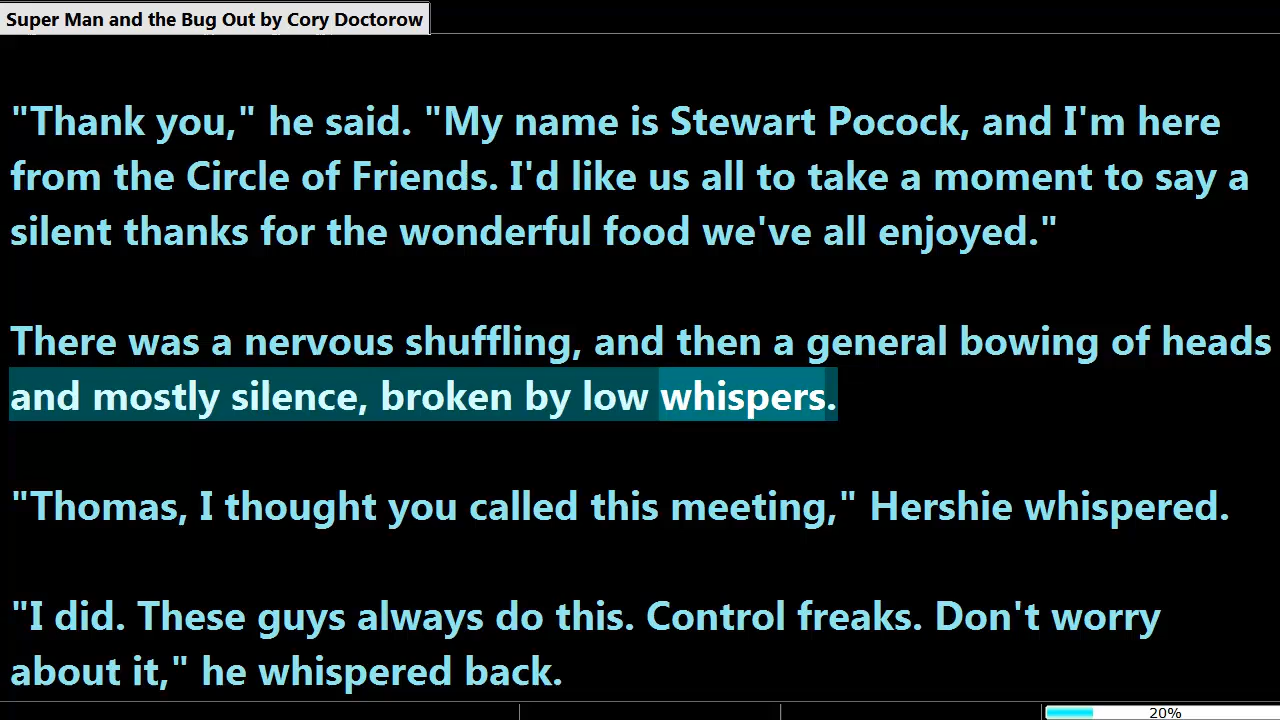 Super Man and the Bug Out by Cory Doctorow
"Thank you," he said. "My name is Stewart Pocock, and I'm here
from the Circle of Friends. I'd like us all to take a moment to say a
silent thanks for the wonderful food we've all enjoyed."
There was a nervous shuffling, and then a general bowing of heads
and mostly silence, broken by low whispers.
"Thomas, I thought you called this meeting," Hershie whispered.
"I did. These guys always do this. Control freaks. Don't worry
about it," he whispered back.
20%